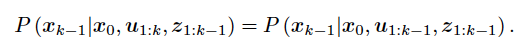 P (x_{k-1}|x_0, u_{1:k}, z_{1:k-1}) = P (x_{k-1}|x_0, u_{1:k-1}, z_{1:k-1}) .